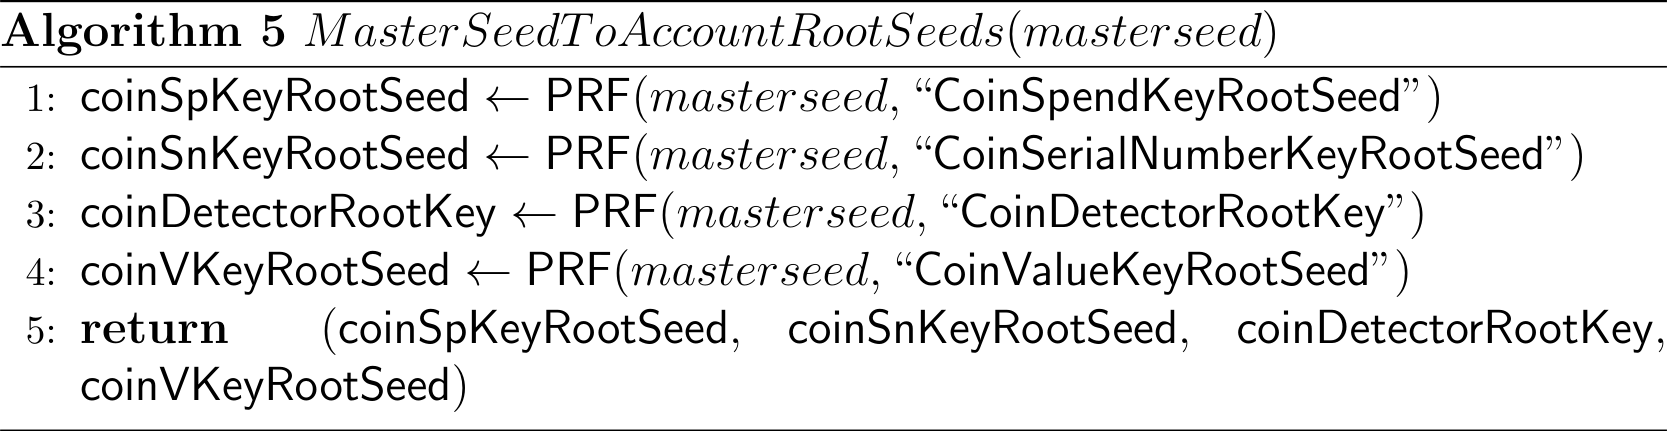 Algorithm 5 MasterSeedToAccountRootSeeds(masterseed)
1: coinSpKeyRootSeed ← PRF(masterseed, “CoinSpendKeyRootSeed”)
2: coinSnKeyRootSeed ← PRF(masterseed, “CoinSerialNumberKeyRootSeed”)
3: coinDetectorRootKey ← PRF(masterseed, “CoinDetectorRootKey”)
4: coinVKeyRootSeed ← PRF(masterseed, “CoinValueKeyRootSeed”)
5: return (coinSpKeyRootSeed, coinSnKeyRootSeed, coinDetectorRootKey,
coinVKeyRootSeed)